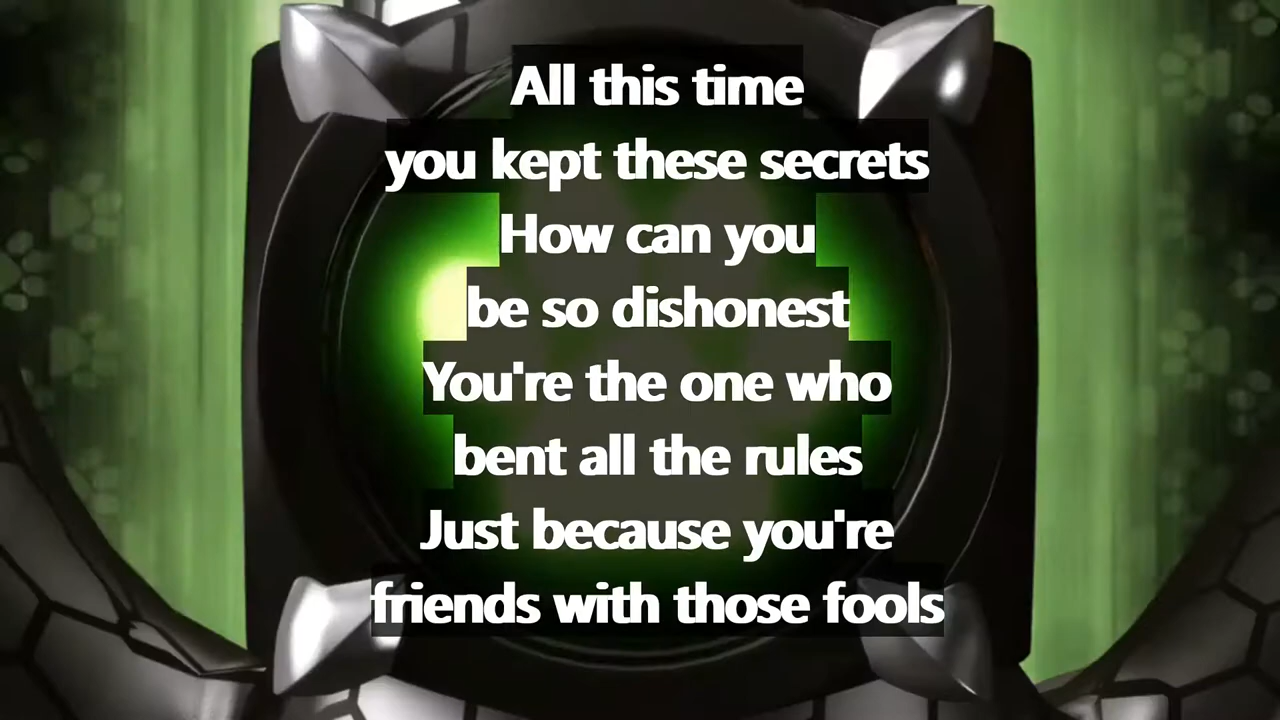 All this time
you kept these secrets
How can you
be so dishonest
You're the one who
bent all the rules
Just because you're
friends with those fools